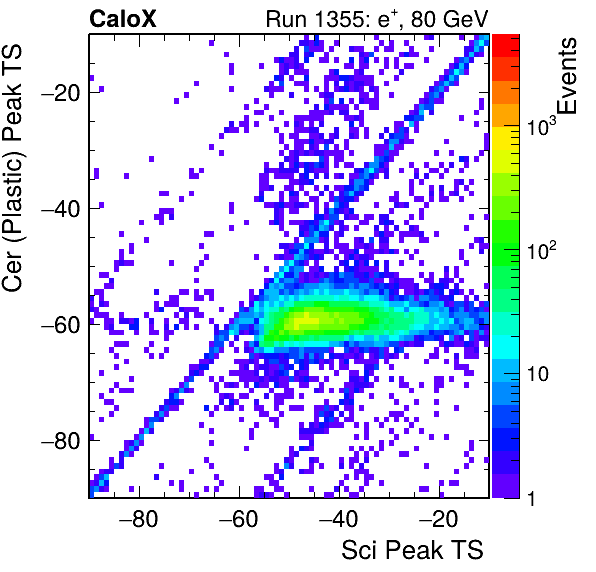 CaloX Run 1355: e+, 80 GeV
Cer (Plastic) Peak TS
−20
−40
−60
−80
−80 −60 −40 −20
Sci Peak TS
Events
10³
10²
10
1